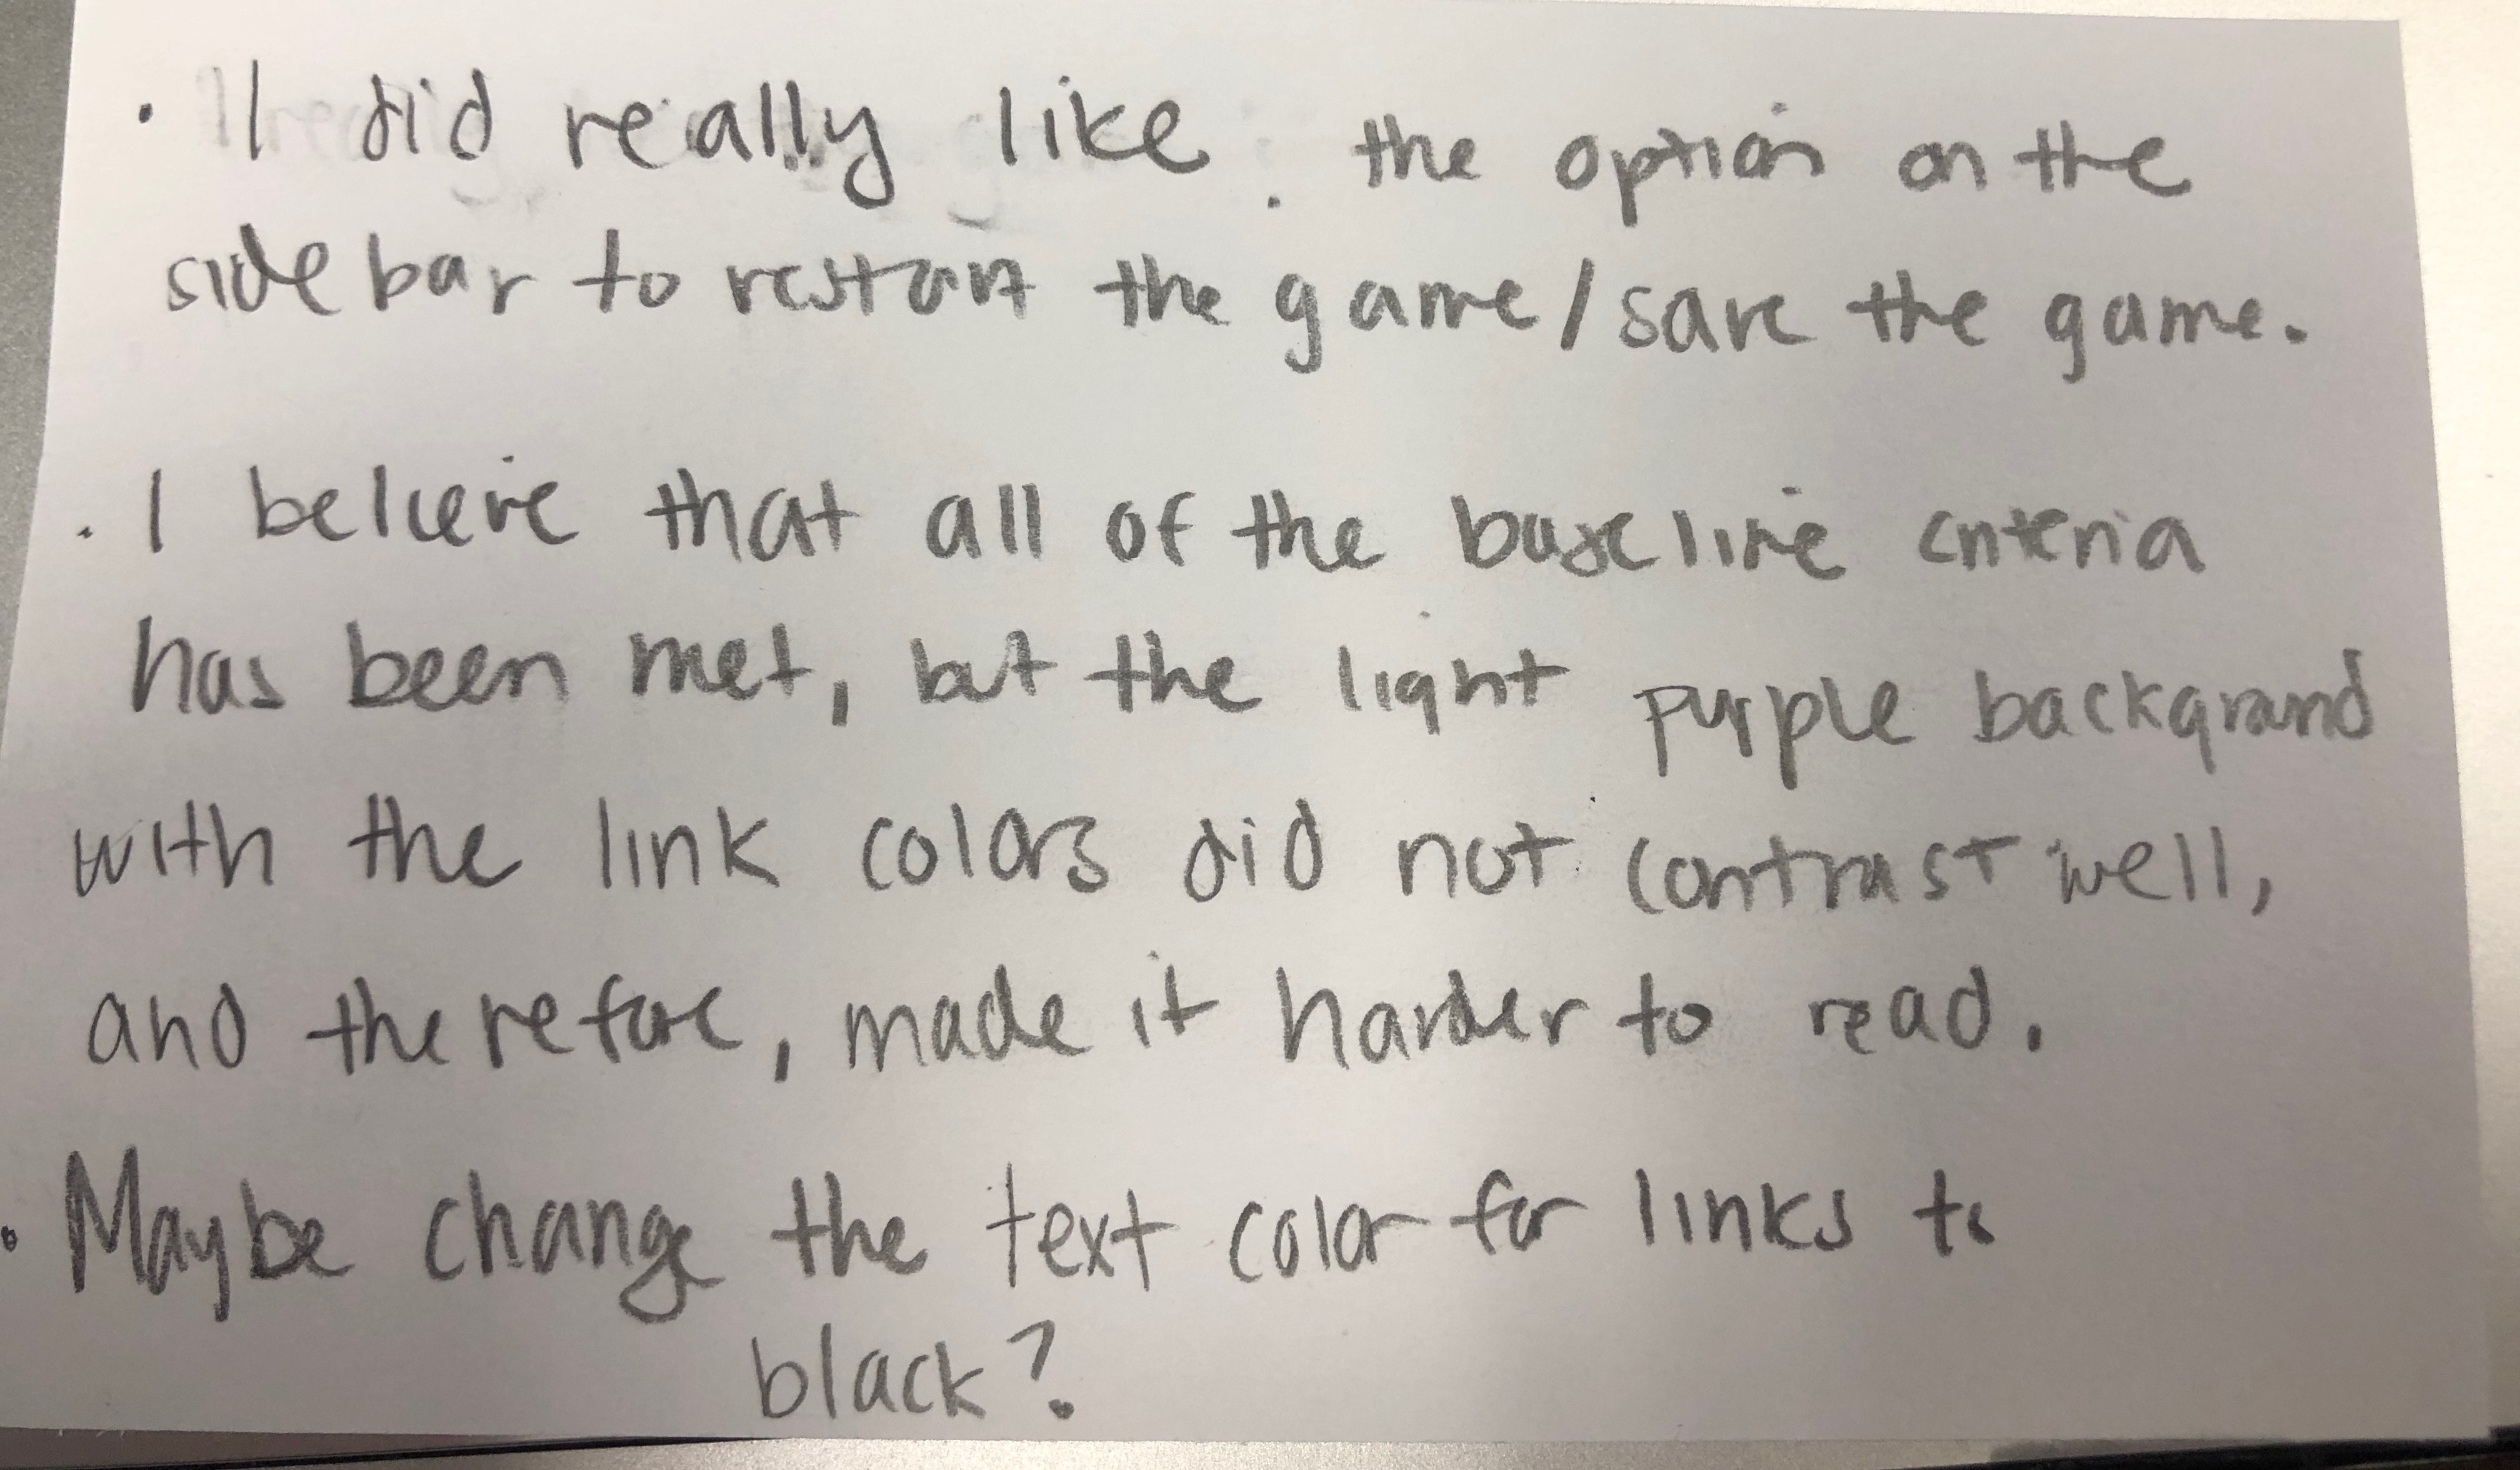 · I did really like the option on the
side bar to restart the game/save the game.
· I believe that all of the baseline criteria
has been met, but the light purple background
with the link colors did not contrast well,
and therefore, made it harder to read.
· Maybe change the text color for links to
black?